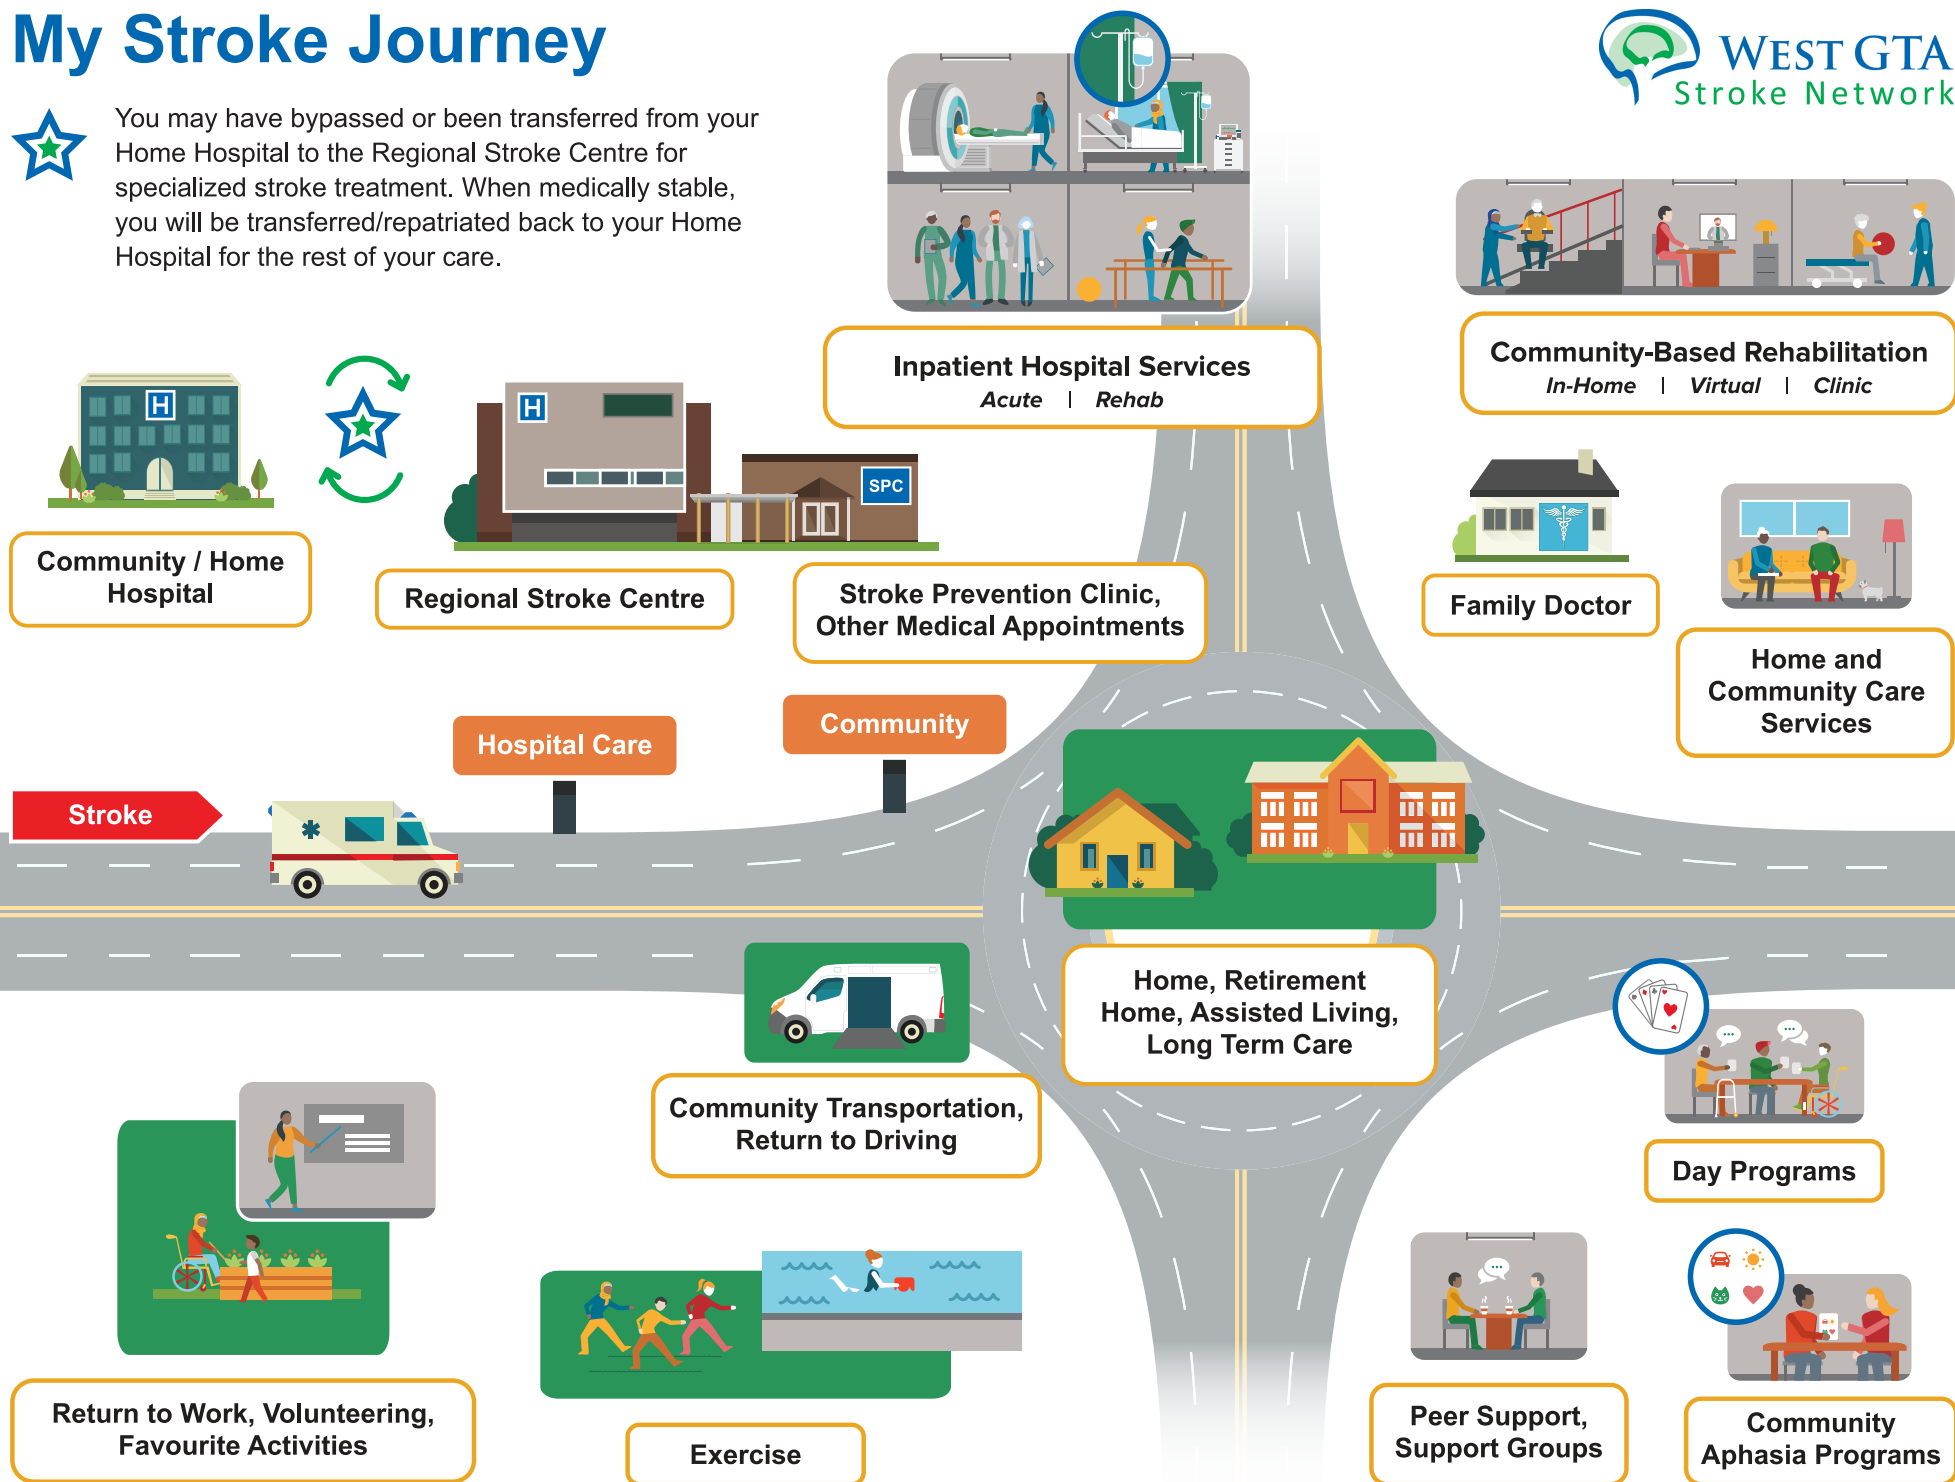 My Stroke Journey
WEST GTA
Stroke Network
You may have bypassed or been transferred from your
Home Hospital to the Regional Stroke Centre for
specialized stroke treatment. When medically stable,
you will be transferred/repatriated back to your Home
Hospital for the rest of your care.
Inpatient Hospital Services
Acute | Rehab
Community-Based Rehabilitation
In-Home | Virtual | Clinic
H
H
SPC
Community / Home
Hospital
Regional Stroke Centre
Stroke Prevention Clinic,
Other Medical Appointments
Family Doctor
Home and
Community Care
Services
Hospital Care
Community
Stroke
Home, Retirement
Home, Assisted Living,
Long Term Care
Community Transportation,
Return to Driving
Day Programs
Return to Work, Volunteering,
Favourite Activities
Exercise
Peer Support,
Support Groups
Community
Aphasia Programs